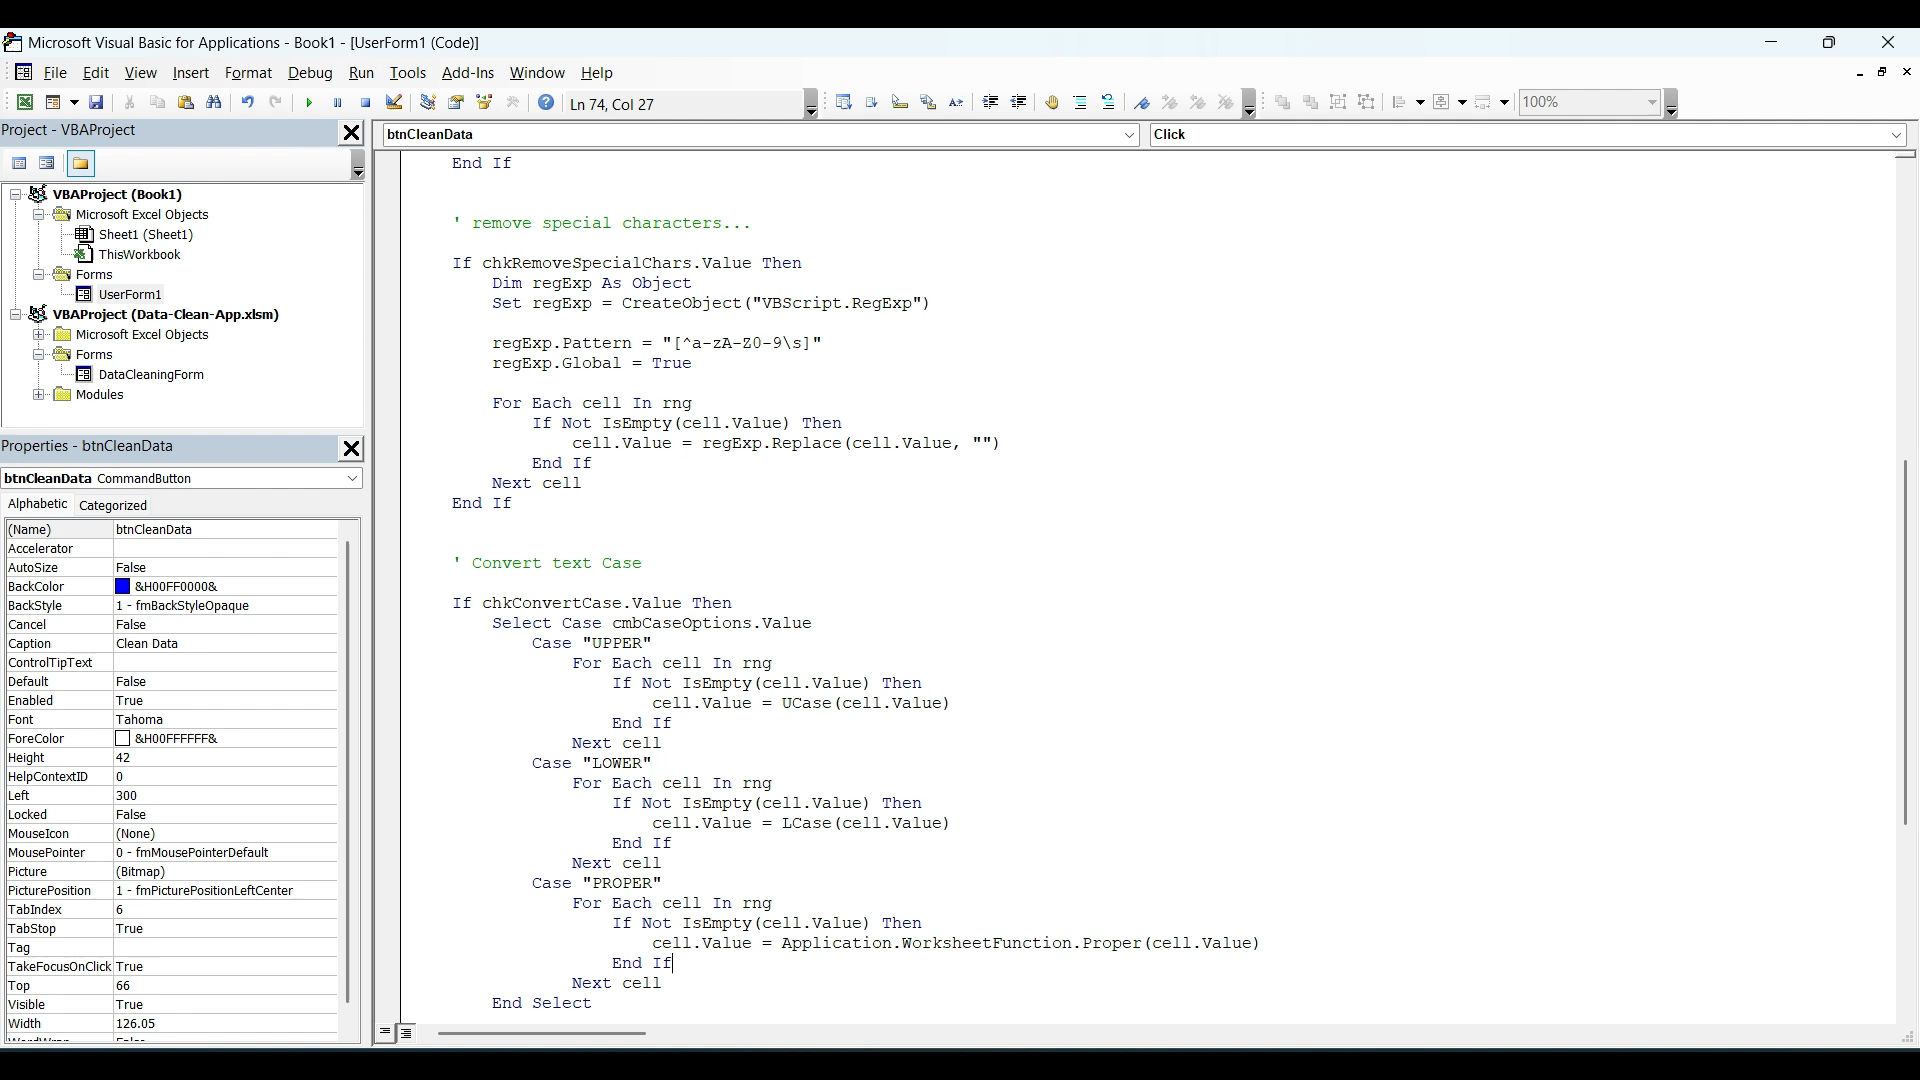 Microsoft Visual Basic for Applications - Book1 - [UserForm1 (Code)]
File Edit View Insert Format Debug Run Tools Add-Ins Window Help
Ln 74, Col 27
100%
Project - VBAProject
VBAProject (Book1)
Microsoft Excel Objects
Sheet1 (Sheet1)
ThisWorkbook
Forms
UserForm1
VBAProject (Data-Clean-App.xlsm)
Microsoft Excel Objects
Forms
DataCleaningForm
Modules
Properties - btnCleanData
btnCleanData CommandButton
Alphabetic Categorized
(Name) btnCleanData
Accelerator
AutoSize False
BackColor &H00FF0000&
BackStyle 1 - fmBackStyleOpaque
Cancel False
Caption Clean Data
ControlTipText
Default False
Enabled True
Font Tahoma
ForeColor &H00FFFFFF&
Height 42
HelpContextID 0
Left 300
Locked False
MouseIcon (None)
MousePointer 0 - fmMousePointerDefault
Picture (Bitmap)
PicturePosition 1 - fmPicturePositionLeftCenter
TabIndex 6
TabStop True
Tag
TakeFocusOnClick True
Top 66
Visible True
Width 126.05
btnCleanData
Click
End If
' remove special characters...
If chkRemoveSpecialChars.Value Then
Dim regExp As Object
Set regExp = CreateObject("VBScript.RegExp")
regExp.Pattern = "[^a-zA-Z0-9\s]"
regExp.Global = True
For Each cell In rng
If Not IsEmpty(cell.Value) Then
cell.Value = regExp.Replace(cell.Value, "")
End If
Next cell
End If
' Convert text Case
If chkConvertCase.Value Then
Select Case cmbCaseOptions.Value
Case "UPPER"
For Each cell In rng
If Not IsEmpty(cell.Value) Then
cell.Value = UCase(cell.Value)
End If
Next cell
Case "LOWER"
For Each cell In rng
If Not IsEmpty(cell.Value) Then
cell.Value = LCase(cell.Value)
End If
Next cell
Case "PROPER"
For Each cell In rng
If Not IsEmpty(cell.Value) Then
cell.Value = Application.WorksheetFunction.Proper(cell.Value)
End If
Next cell
End Select